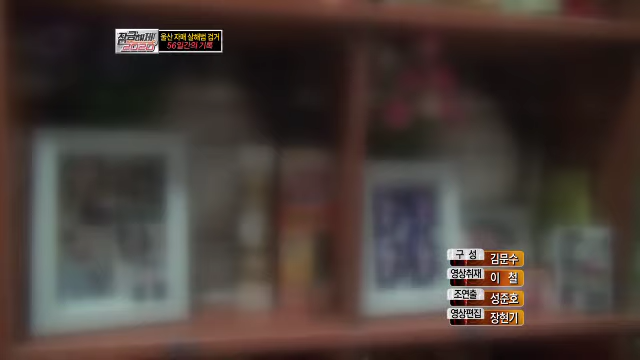 잠금해제
2020
울산 자매 살해범 검거
56일간의 기록
구 성 김문수
영상취재 이 철
조연출 성준호
영상편집 장현기